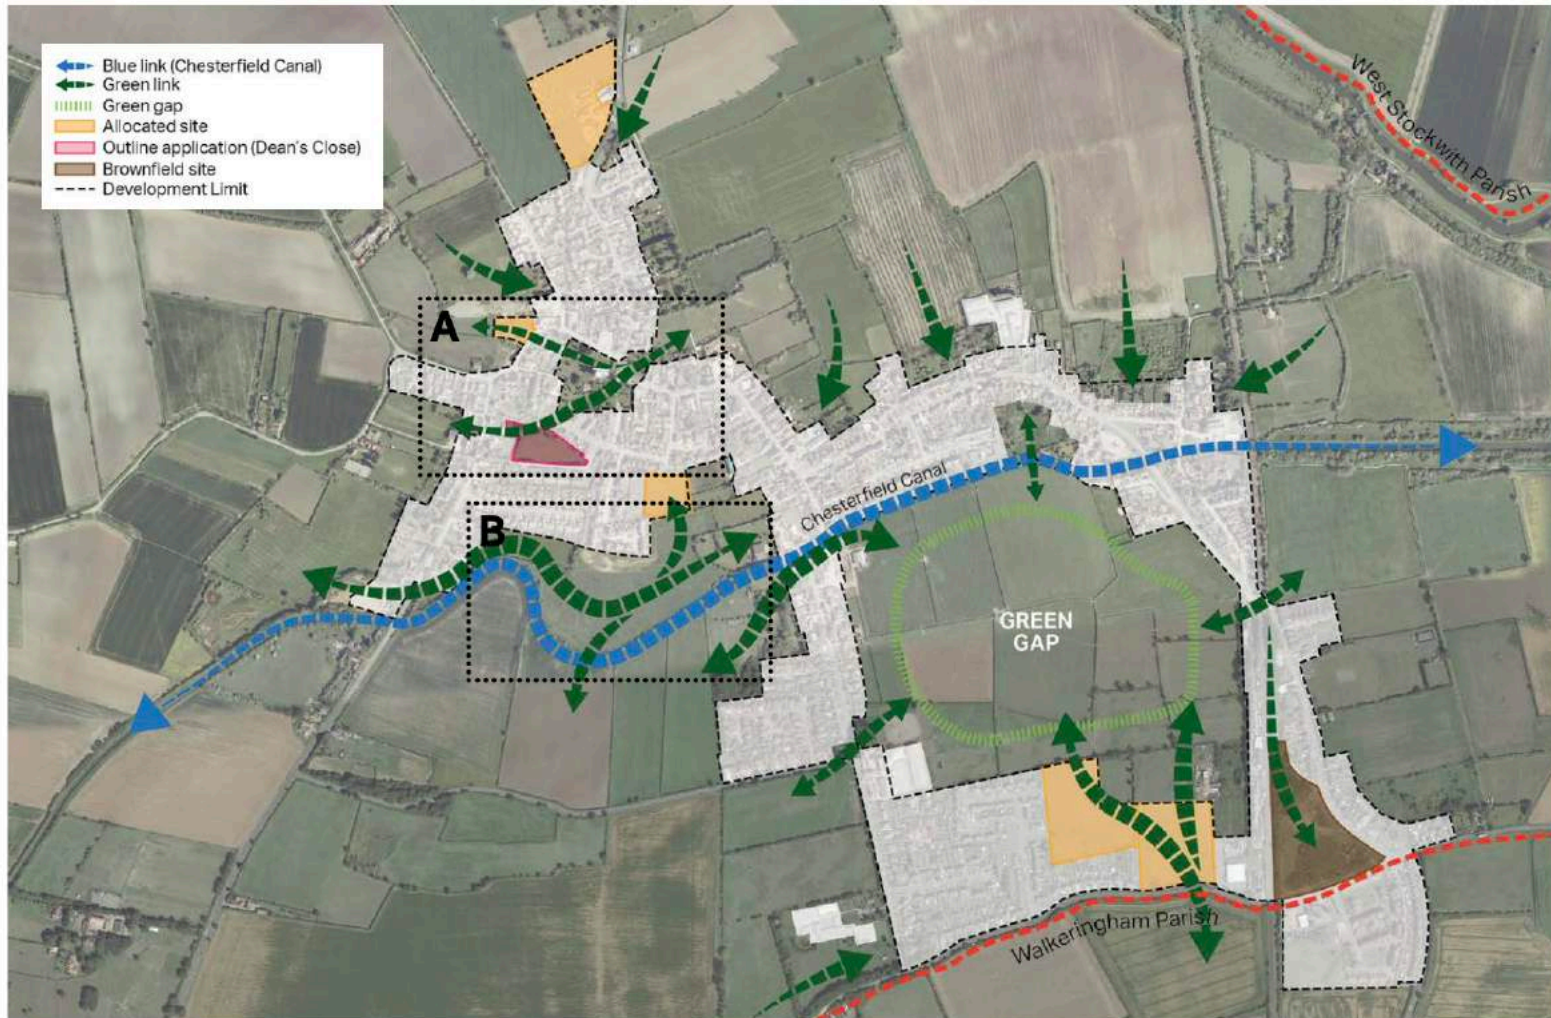 Blue link (Chesterfield Canal)
Green link
Green gap
Allocated site
Outline application (Dean's Close)
Brownfield site
Development Limit
West Stockwith Parish
A
B
Chesterfield Canal
GREEN
GAP
Walkeringham Parish